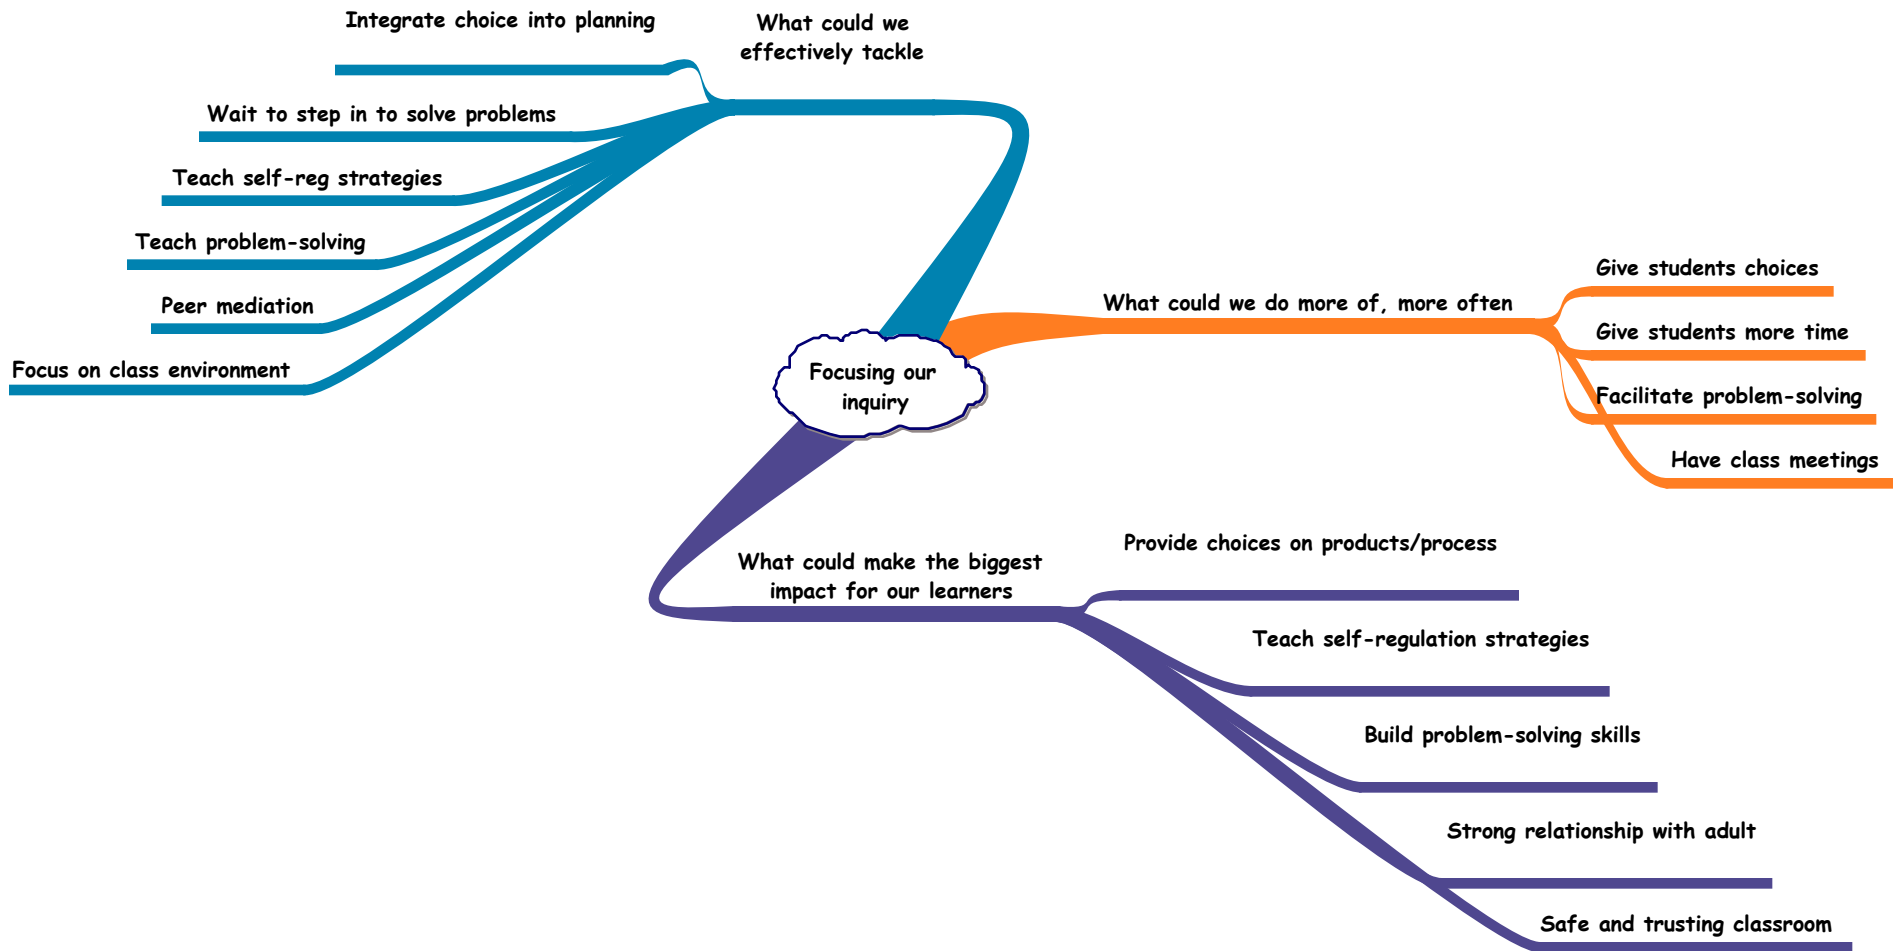 Integrate choice into planning
What could we
effectively tackle
Wait to step in to solve problems
Teach self-reg strategies
Teach problem-solving
Peer mediation
Focus on class environment
Focusing our
inquiry
What could we do more of, more often
Give students choices
Give students more time
Facilitate problem-solving
Have class meetings
What could make the biggest
impact for our learners
Provide choices on products/process
Teach self-regulation strategies
Build problem-solving skills
Strong relationship with adult
Safe and trusting classroom